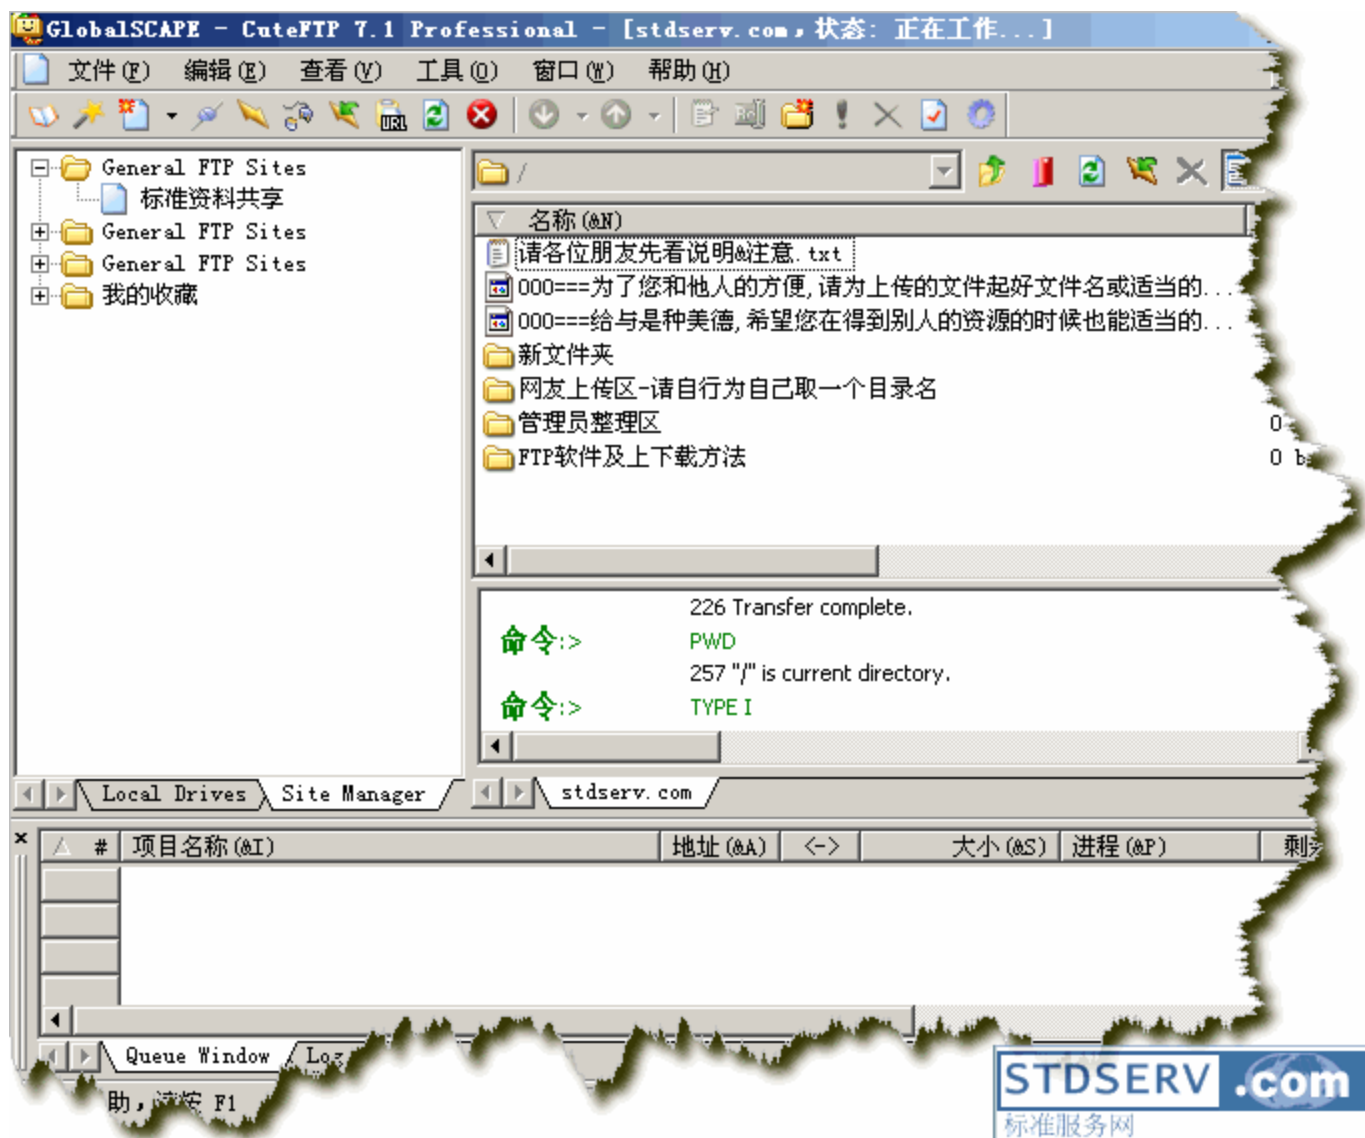 GlobalSCAPE - CuteFTP 7.1 Professional - [stdserv.com，状态: 正在工作...]
文件(F) 编辑(E) 查看(V) 工具(O) 窗口(W) 帮助(H)
URL
General FTP Sites
标准资料共享
General FTP Sites
General FTP Sites
我的收藏
/
名称(&N)
请各位朋友先看说明&注意.txt
000===为了您和他人的方便,请为上传的文件起好文件名或适当的...
000===给与是种美德,希望您在得到别人的资源的时候也能适当的...
新文件夹
网友上传区-请自行为自己取一个目录名
管理员整理区 0
FTP软件及上下载方法 0
226 Transfer complete.
命令:> PWD
257 "/" is current directory.
命令:> TYPE I
Local Drives Site Manager
stdserv.com
# 项目名称(&I) 地址(&A) <-> 大小(&S) 进程(&P) 剩
Queue Window Log
助，请按 F1
STDSERV .com
标准服务网